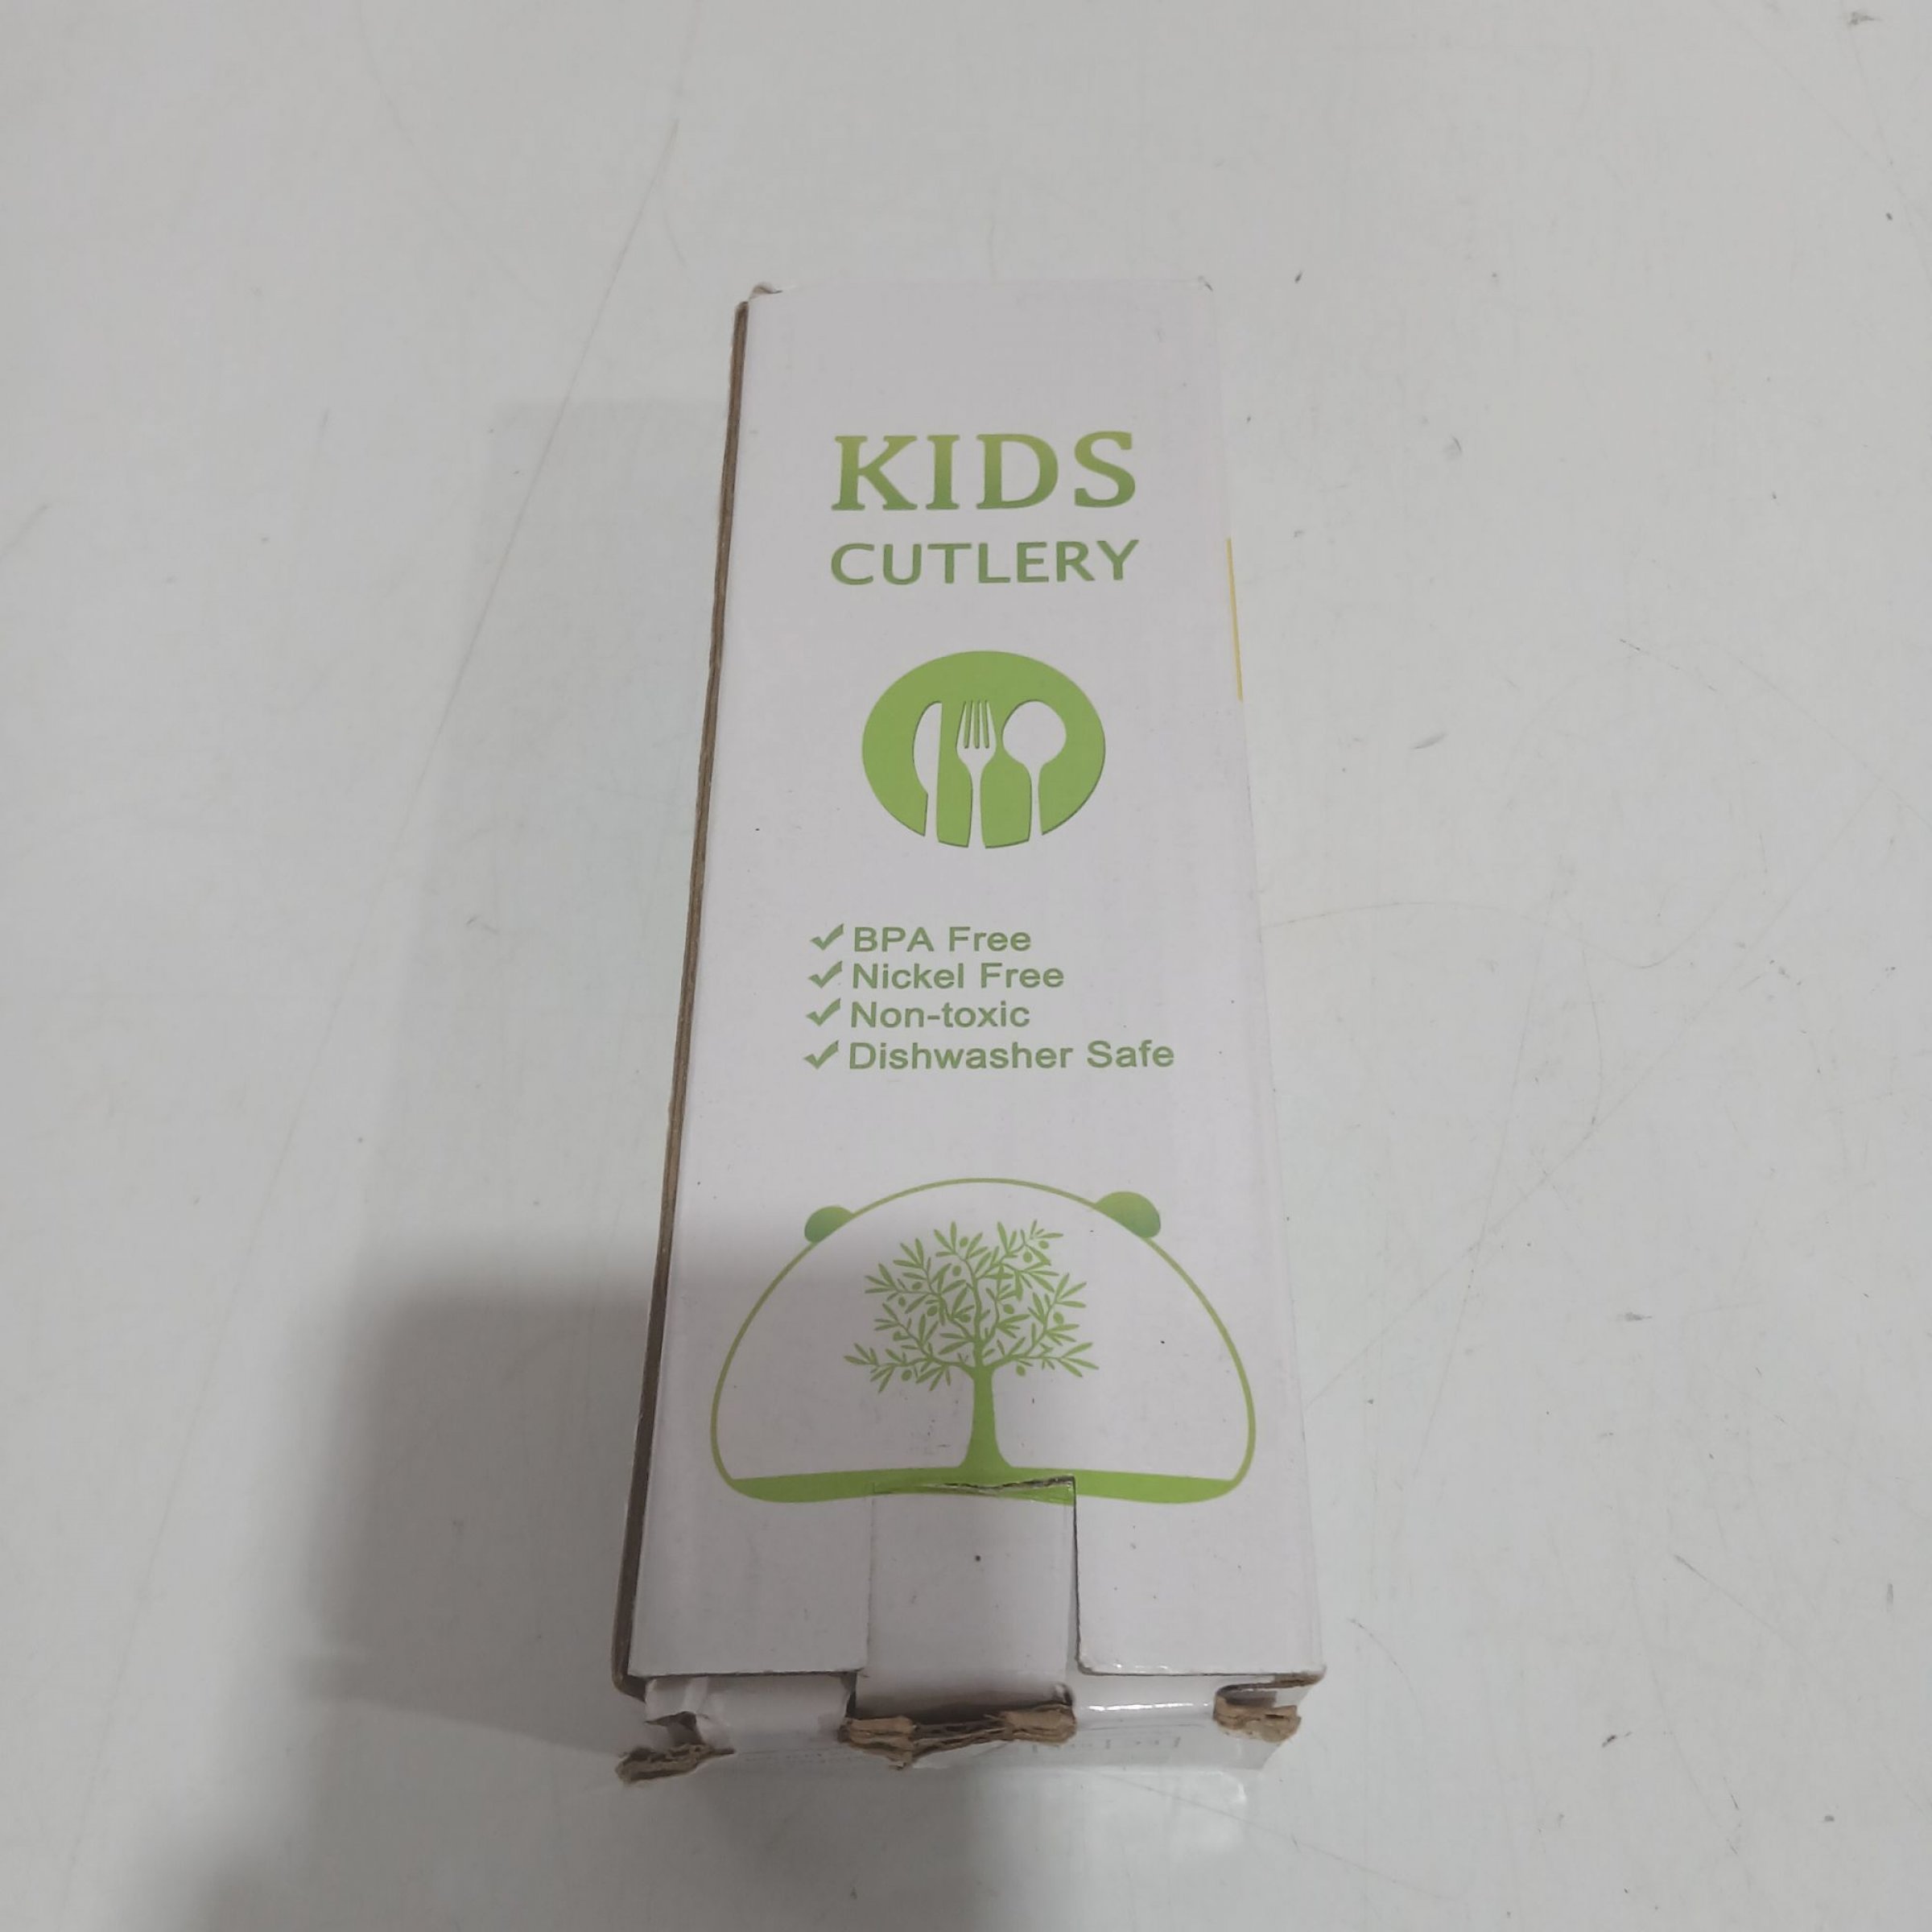 KIDS
CUTLERY
BPA Free
Nickel Free
Non-toxic
Dishwasher Safe